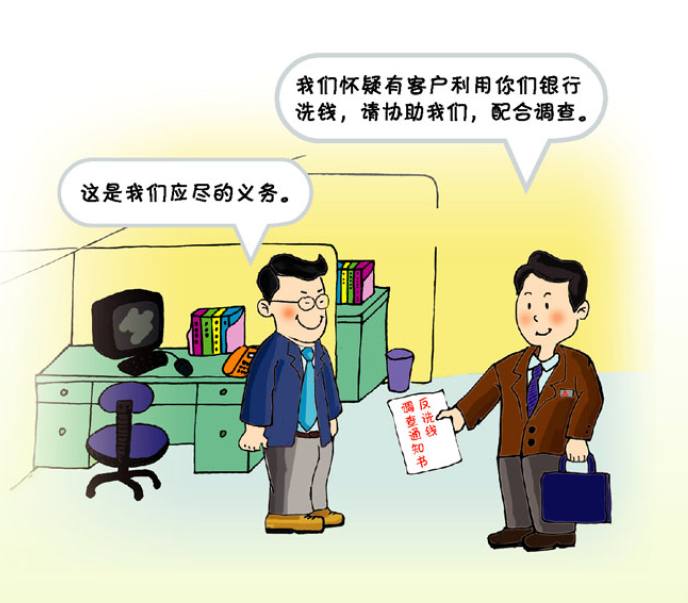 我们怀疑有客户利用你们银行
洗钱，请协助我们，配合调查。
这是我们应尽的义务。
反洗钱
调查通知书